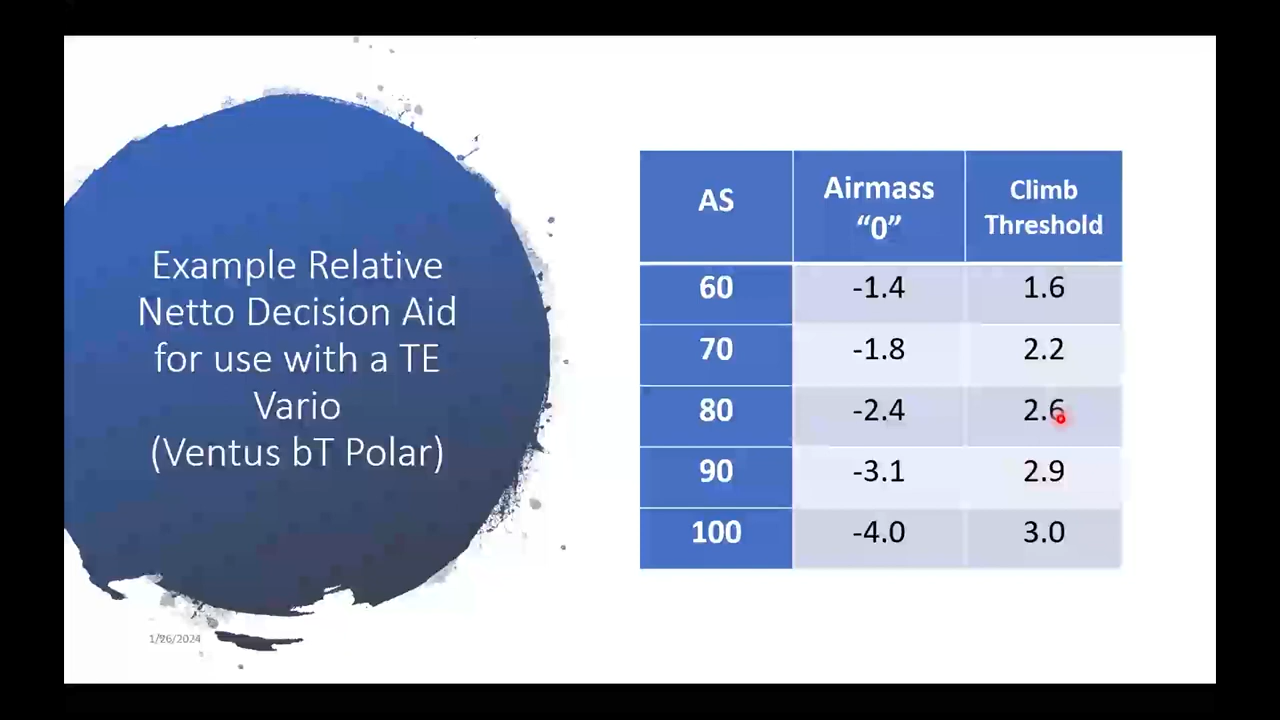 Example Relative
Netto Decision Aid
for use with a TE
Vario
(Ventus bT Polar)
1/26/2024
AS Airmass "0" Climb Threshold
60 -1.4 1.6
70 -1.8 2.2
80 -2.4 2.6
90 -3.1 2.9
100 -4.0 3.0